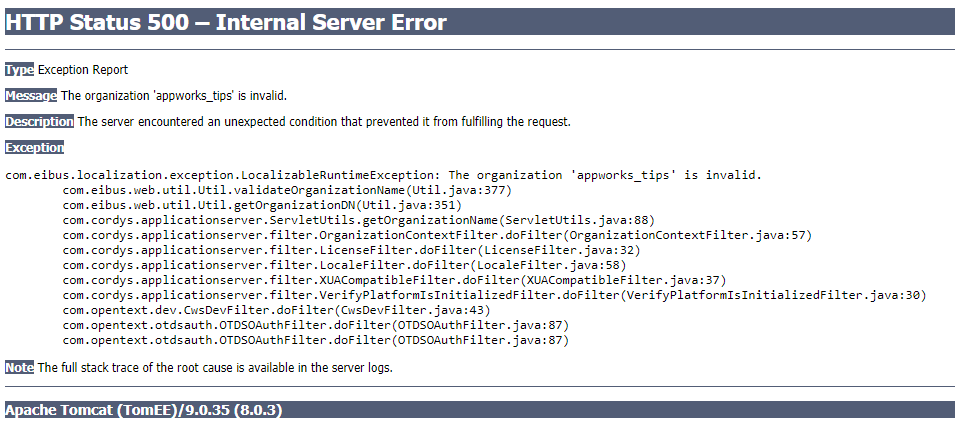 HTTP Status 500 – Internal Server Error
Type Exception Report
Message The organization 'appworks_tips' is invalid.
Description The server encountered an unexpected condition that prevented it from fulfilling the request.
Exception
com.eibus.localization.exception.LocalizableRuntimeException: The organization 'appworks_tips' is invalid.
com.eibus.web.util.Util.validateOrganizationName(Util.java:377)
com.eibus.web.util.Util.getOrganizationDN(Util.java:351)
com.cordys.applicationserver.ServletUtils.getOrganizationName(ServletUtils.java:88)
com.cordys.applicationserver.filter.OrganizationContextFilter.doFilter(OrganizationContextFilter.java:57)
com.cordys.applicationserver.filter.LicenseFilter.doFilter(LicenseFilter.java:32)
com.cordys.applicationserver.filter.LocaleFilter.doFilter(LocaleFilter.java:58)
com.cordys.applicationserver.filter.XUACompatibleFilter.doFilter(XUACompatibleFilter.java:37)
com.cordys.applicationserver.filter.VerifyPlatformIsInitializedFilter.doFilter(VerifyPlatformIsInitializedFilter.java:30)
com.opentext.dev.CwsDevFilter.doFilter(CwsDevFilter.java:43)
com.opentext.otdsauth.OTDSOAuthFilter.doFilter(OTDSOAuthFilter.java:87)
com.opentext.otdsauth.OTDSOAuthFilter.doFilter(OTDSOAuthFilter.java:87)
Note The full stack trace of the root cause is available in the server logs.
Apache Tomcat (TomEE)/9.0.35 (8.0.3)